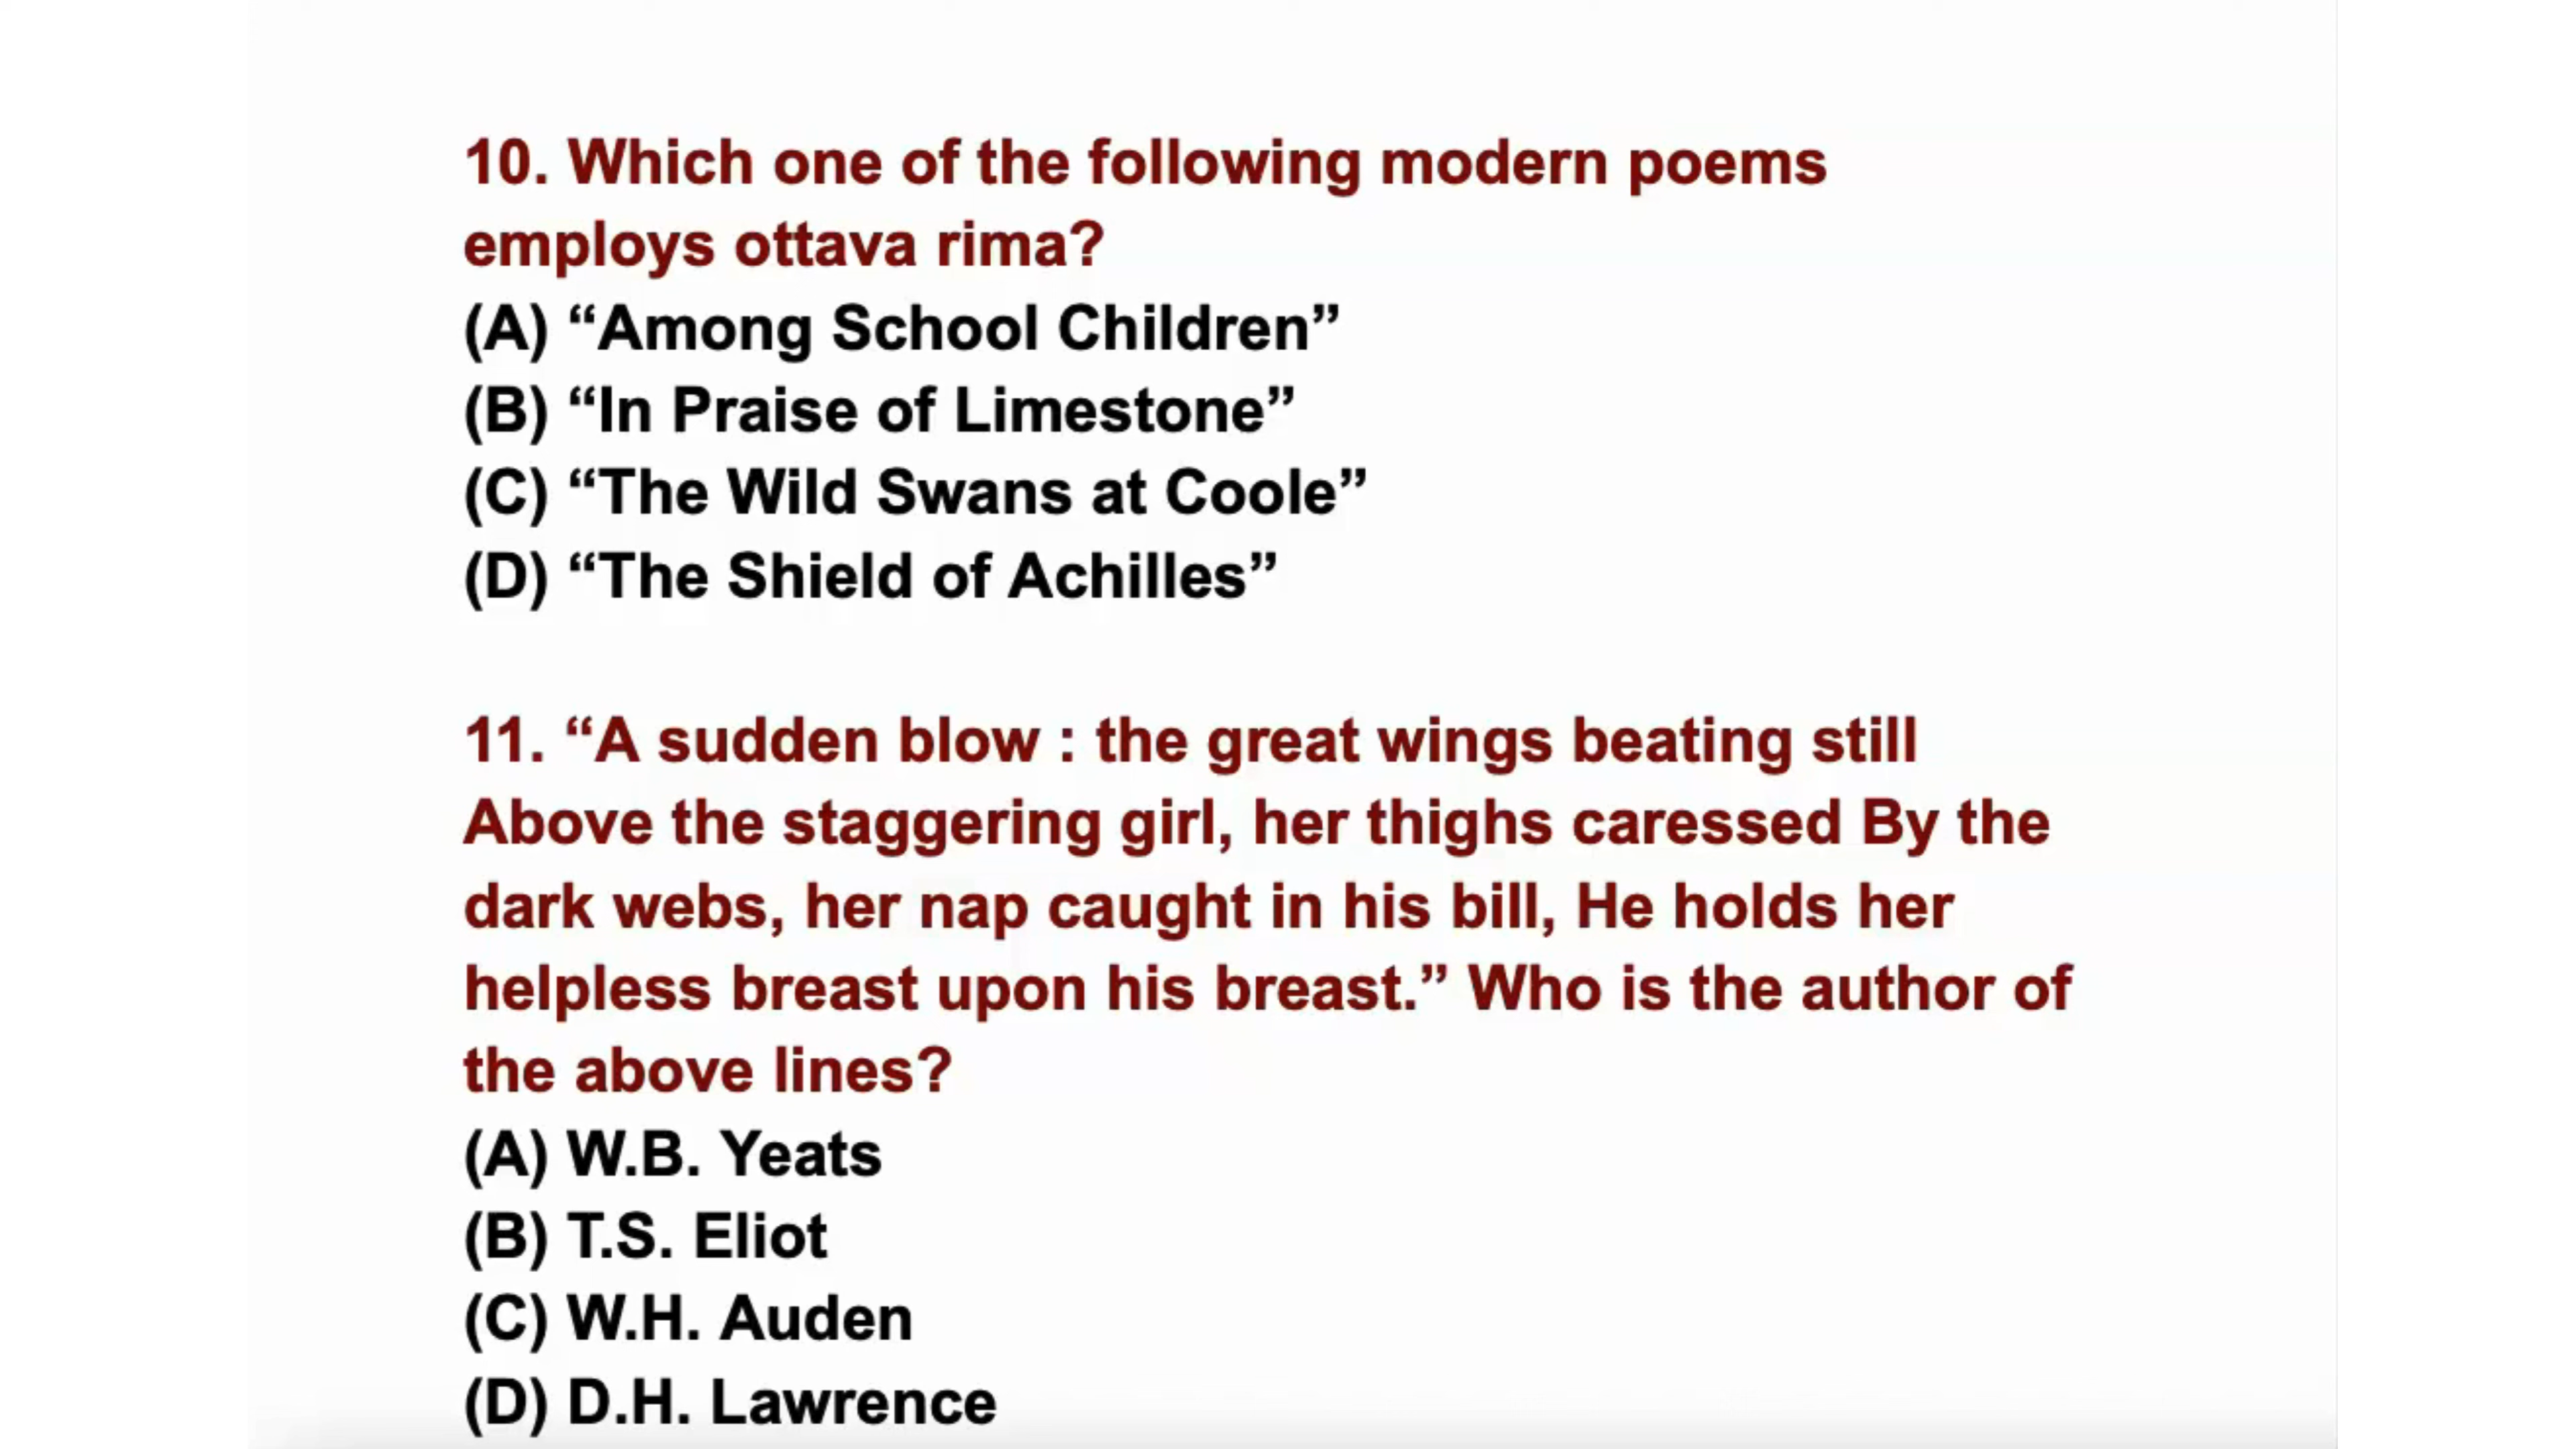 10. Which one of the following modern poems
employs ottava rima?
(A) “Among School Children”
(B) “In Praise of Limestone”
(C) “The Wild Swans at Coole”
(D) “The Shield of Achilles”
11. “A sudden blow : the great wings beating still
Above the staggering girl, her thighs caressed By the
dark webs, her nap caught in his bill, He holds her
helpless breast upon his breast.” Who is the author of
the above lines?
(A) W.B. Yeats
(B) T.S. Eliot
(C) W.H. Auden
(D) D.H. Lawrence